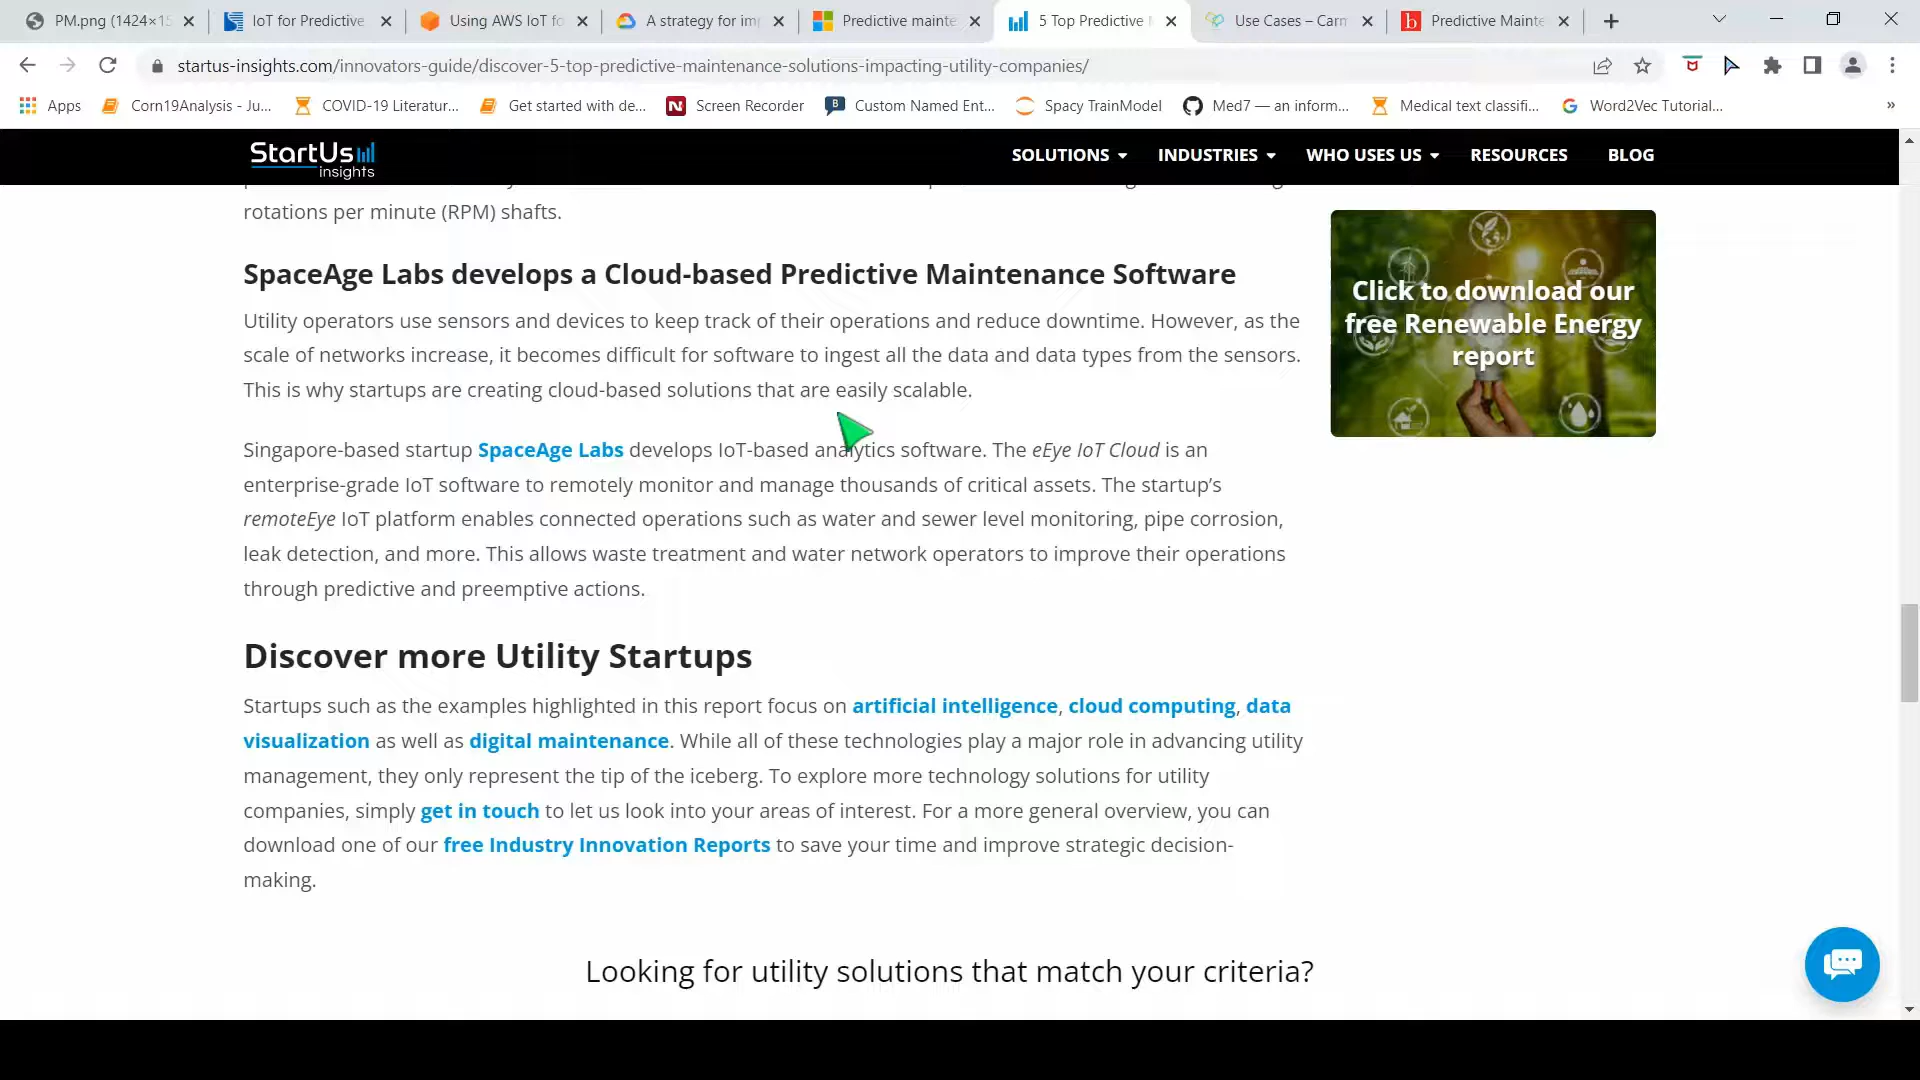 PM.png (1424×15
IoT for Predictive
Using AWS IoT fo
A strategy for im
Predictive mainte
5 Top Predictive
Use Cases – Carm
Predictive Mainte
startus-insights.com/innovators-guide/discover-5-top-predictive-maintenance-solutions-impacting-utility-companies/
Apps
Corn19Analysis - Ju...
COVID-19 Literatur...
Get started with de...
Screen Recorder
Custom Named Ent...
Spacy TrainModel
Med7 — an inform...
Medical text classifi...
Word2Vec Tutorial...
»
StartUs
insights
SOLUTIONS
INDUSTRIES
WHO USES US
RESOURCES
BLOG
rotations per minute (RPM) shafts.
SpaceAge Labs develops a Cloud-based Predictive Maintenance Software
Utility operators use sensors and devices to keep track of their operations and reduce downtime. However, as the
scale of networks increase, it becomes difficult for software to ingest all the data and data types from the sensors.
This is why startups are creating cloud-based solutions that are easily scalable.
Singapore-based startup SpaceAge Labs develops IoT-based analytics software. The eEye IoT Cloud is an
enterprise-grade IoT software to remotely monitor and manage thousands of critical assets. The startup's
remoteEye IoT platform enables connected operations such as water and sewer level monitoring, pipe corrosion,
leak detection, and more. This allows waste treatment and water network operators to improve their operations
through predictive and preemptive actions.
Click to download our
free Renewable Energy
report
Discover more Utility Startups
Startups such as the examples highlighted in this report focus on artificial intelligence, cloud computing, data
visualization as well as digital maintenance. While all of these technologies play a major role in advancing utility
management, they only represent the tip of the iceberg. To explore more technology solutions for utility
companies, simply get in touch to let us look into your areas of interest. For a more general overview, you can
download one of our free Industry Innovation Reports to save your time and improve strategic decision-
making.
Looking for utility solutions that match your criteria?